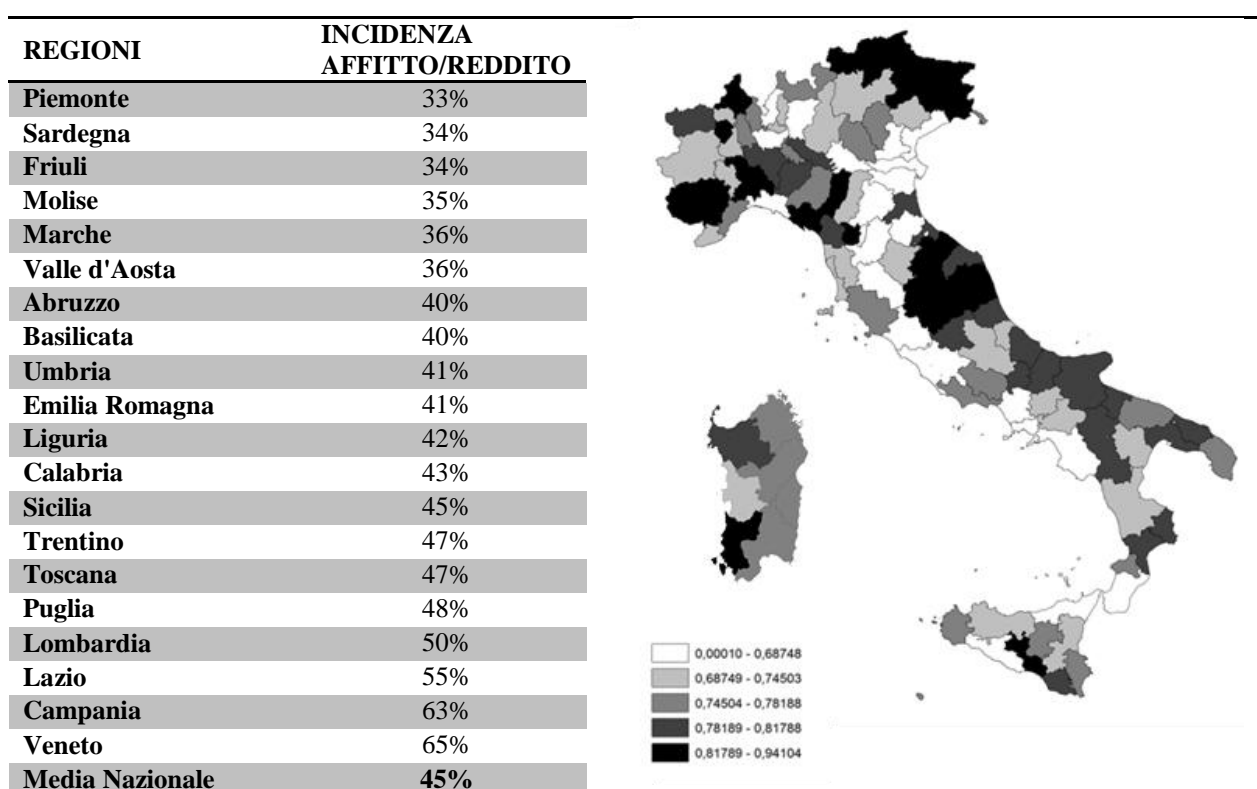 REGIONI INCIDENZA AFFITTO/REDDITO
Piemonte 33%
Sardegna 34%
Friuli 34%
Molise 35%
Marche 36%
Valle d'Aosta 36%
Abruzzo 40%
Basilicata 40%
Umbria 41%
Emilia Romagna 41%
Liguria 42%
Calabria 43%
Sicilia 45%
Trentino 47%
Toscana 47%
Puglia 48%
Lombardia 50%
Lazio 55%
Campania 63%
Veneto 65%
Media Nazionale 45%
0,00010 - 0,68748
0,68749 - 0,74503
0,74504 - 0,78188
0,78189 - 0,81788
0,81789 - 0,94104